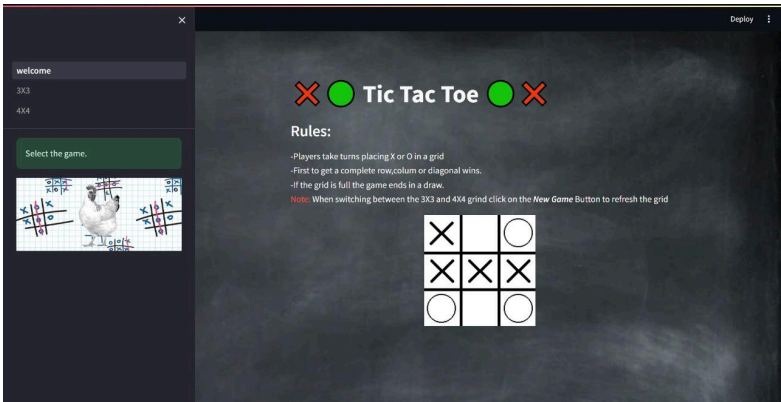 Deploy
welcome
3X3
4X4
Select the game.
Tic Tac Toe
Rules:
-Players take turns placing X or O in a grid
-First to get a complete row,colum or diagonal wins.
-If the grid is full the game ends in a draw.
Note: When switching between the 3X3 and 4X4 grind click on the New Game Button to refresh the grid
X O
X X X
O O